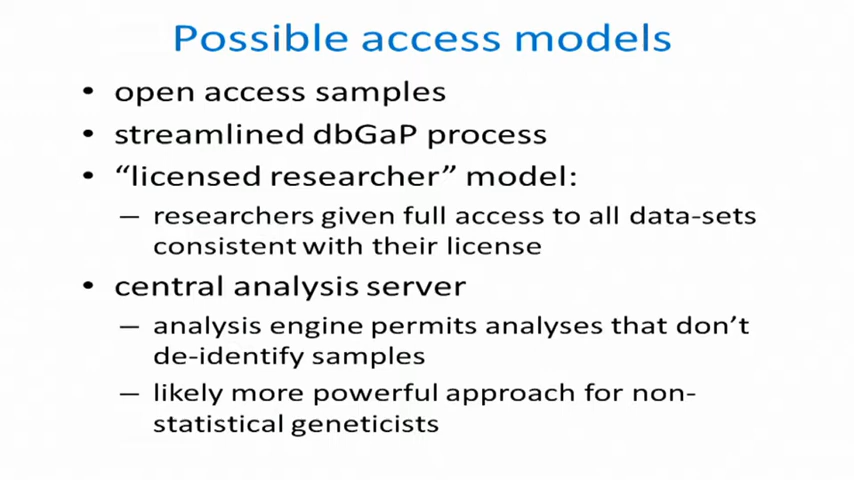 Possible access models
• open access samples
• streamlined dbGaP process
• “licensed researcher” model:
– researchers given full access to all data-sets
consistent with their license
• central analysis server
– analysis engine permits analyses that don’t
de-identify samples
– likely more powerful approach for non-
statistical geneticists